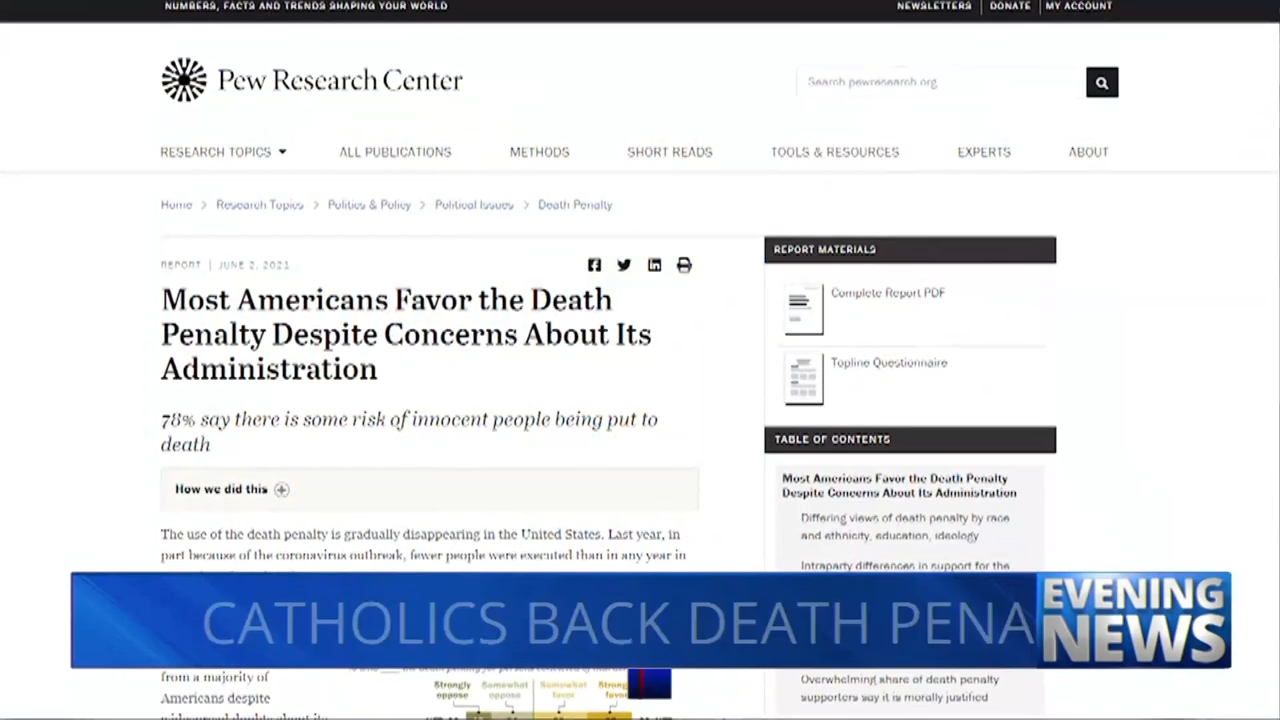 NUMBERS, FACTS AND TRENDS SHAPING YOUR WORLD
NEWSLETTERS DONATE MY ACCOUNT
Pew Research Center
Search pewresearch.org
RESEARCH TOPICS ALL PUBLICATIONS METHODS SHORT READS TOOLS & RESOURCES EXPERTS ABOUT
Home > Research Topics > Politics & Policy > Political Issues > Death Penalty
REPORT | JUNE 2, 2021
Most Americans Favor the Death
Penalty Despite Concerns About Its
Administration
78% say there is some risk of innocent people being put to
death
How we did this
The use of the death penalty is gradually disappearing in the United States. Last year, in
part because of the coronavirus outbreak, fewer people were executed than in any year in
REPORT MATERIALS
Complete Report PDF
Topline Questionnaire
TABLE OF CONTENTS
Most Americans Favor the Death Penalty
Despite Concerns About Its Administration
Differing views of death penalty by race
and ethnicity, education, ideology
Intraparty differences in support for the
CATHOLICS BACK DEATH PENA
EVENING
NEWS
from a majority of
Americans despite
Strongly Somewhat Somewhat Strong
oppose oppose favor favor
Overwhelming share of death penalty
supporters say it is morally justified